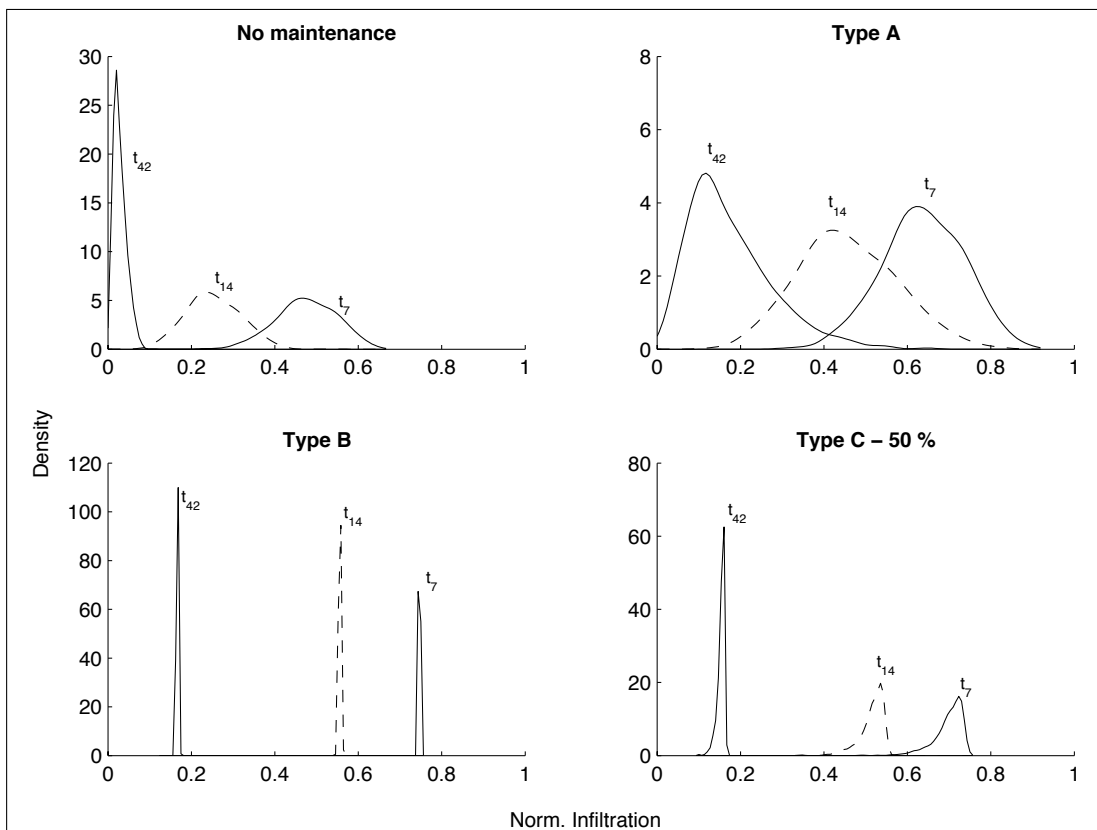 No maintenance
30
25
20
15
10
5
0
t42
t14
t7
0 0.2 0.4 0.6 0.8 1
Type A
8
6
4
2
0
t42
t14
t7
0 0.2 0.4 0.6 0.8 1
Density
Type B
120
100
80
60
40
20
0
t42
t14
t7
0 0.2 0.4 0.6 0.8 1
Type C – 50 %
80
60
40
20
0
t42
t14
t7
0 0.2 0.4 0.6 0.8 1
Norm. Infiltration